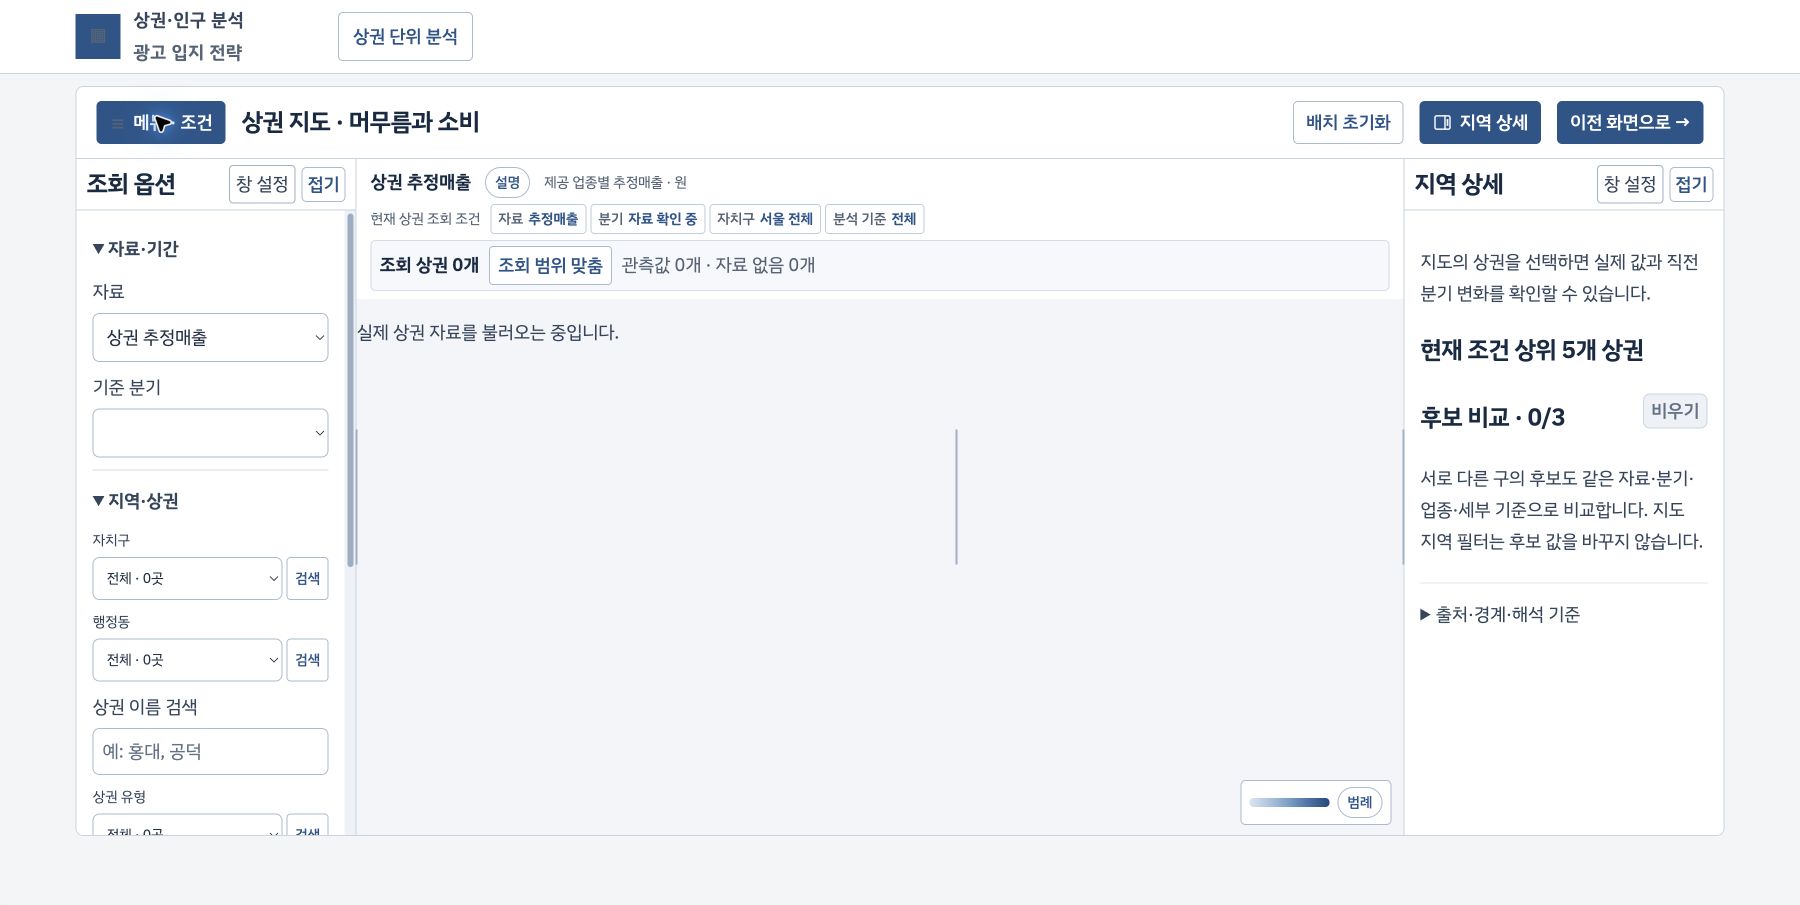 상권·인구 분석
광고 입지 전략
상권 단위 분석
조건
상권 지도 · 머무름과 소비
배치 초기화
지역 상세
이전 화면으로 →
조회 옵션
창 설정
접기
▼ 자료·기간
자료
상권 추정매출
기준 분기
▼ 지역·상권
자치구
전체 · 0곳
검색
행정동
전체 · 0곳
검색
상권 이름 검색
예: 홍대, 공덕
상권 유형
전체 · 0곳
검색
상권 추정매출
설명
제공 업종별 추정매출 · 원
현재 상권 조회 조건
자료 추정매출
분기 자료 확인 중
자치구 서울 전체
분석 기준 전체
조회 상권 0개
조회 범위 맞춤
관측값 0개 · 자료 없음 0개
실제 상권 자료를 불러오는 중입니다.
범례
지역 상세
창 설정
접기
지도의 상권을 선택하면 실제 값과 직전
분기 변화를 확인할 수 있습니다.
현재 조건 상위 5개 상권
후보 비교 · 0/3
비우기
서로 다른 구의 후보도 같은 자료·분기·
업종·세부 기준으로 비교합니다. 지도
지역 필터는 후보 값을 바꾸지 않습니다.
▶ 출처·경계·해석 기준